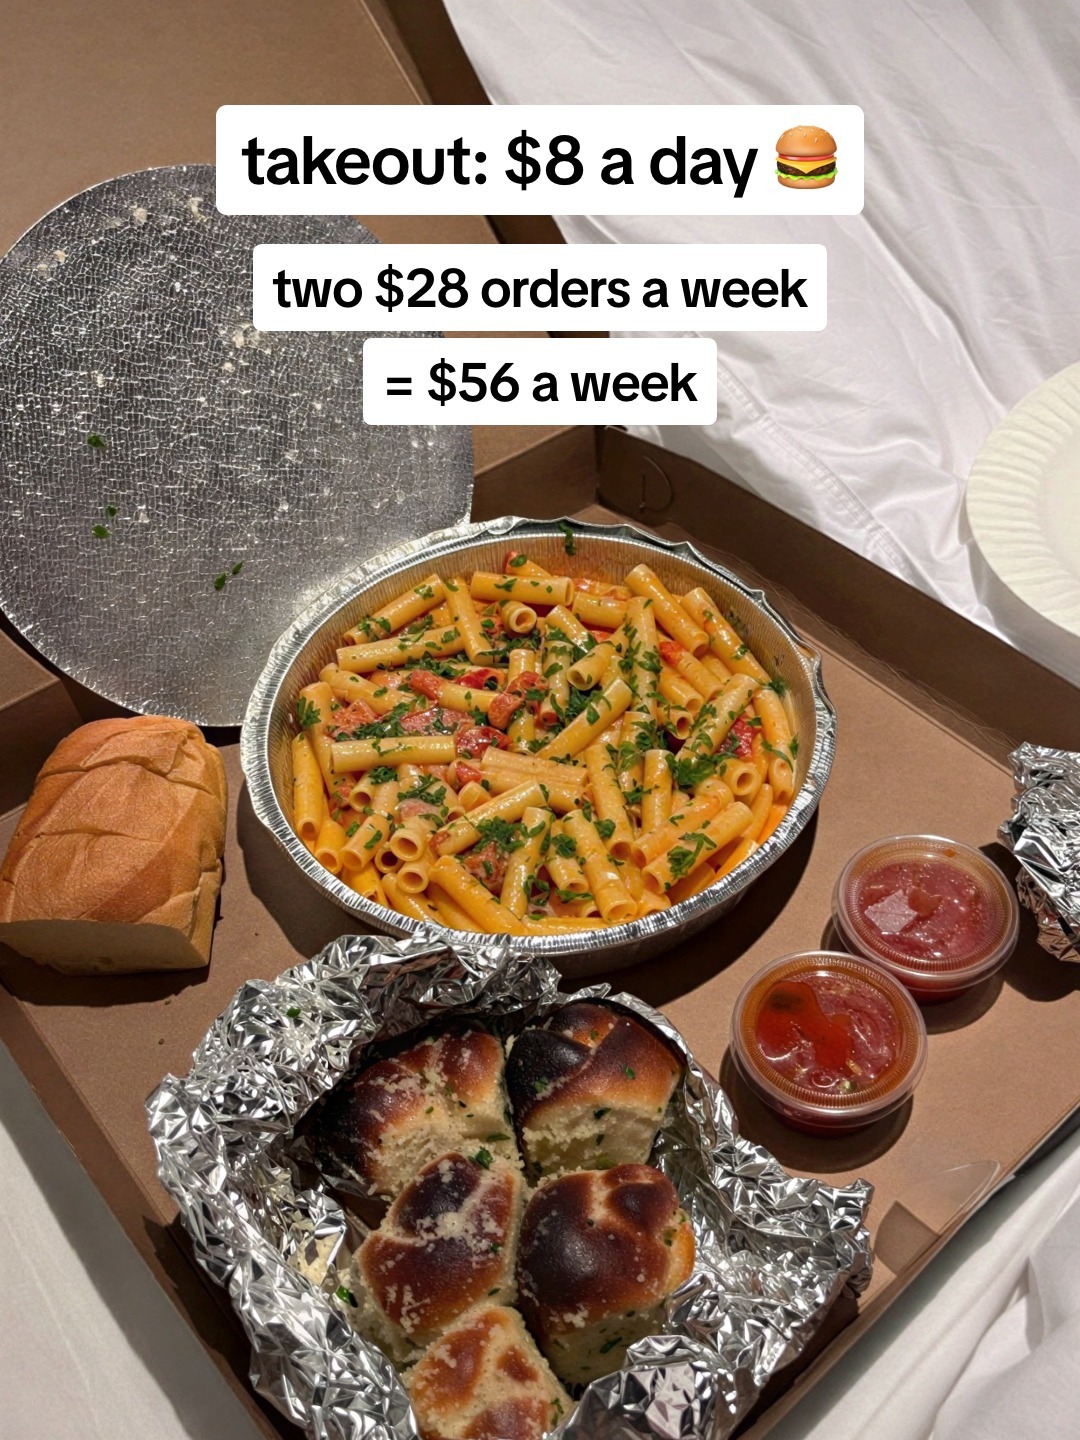 takeout: $8 a day 🍔
two $28 orders a week
= $56 a week